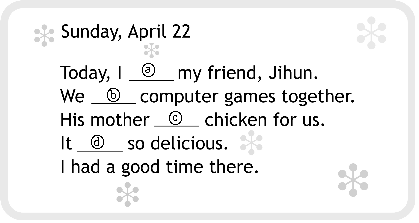 Sunday, April 22
Today, I ⓐ my friend, Jihun.
We ⓑ computer games together.
His mother ⓒ chicken for us.
It ⓓ so delicious.
I had a good time there.